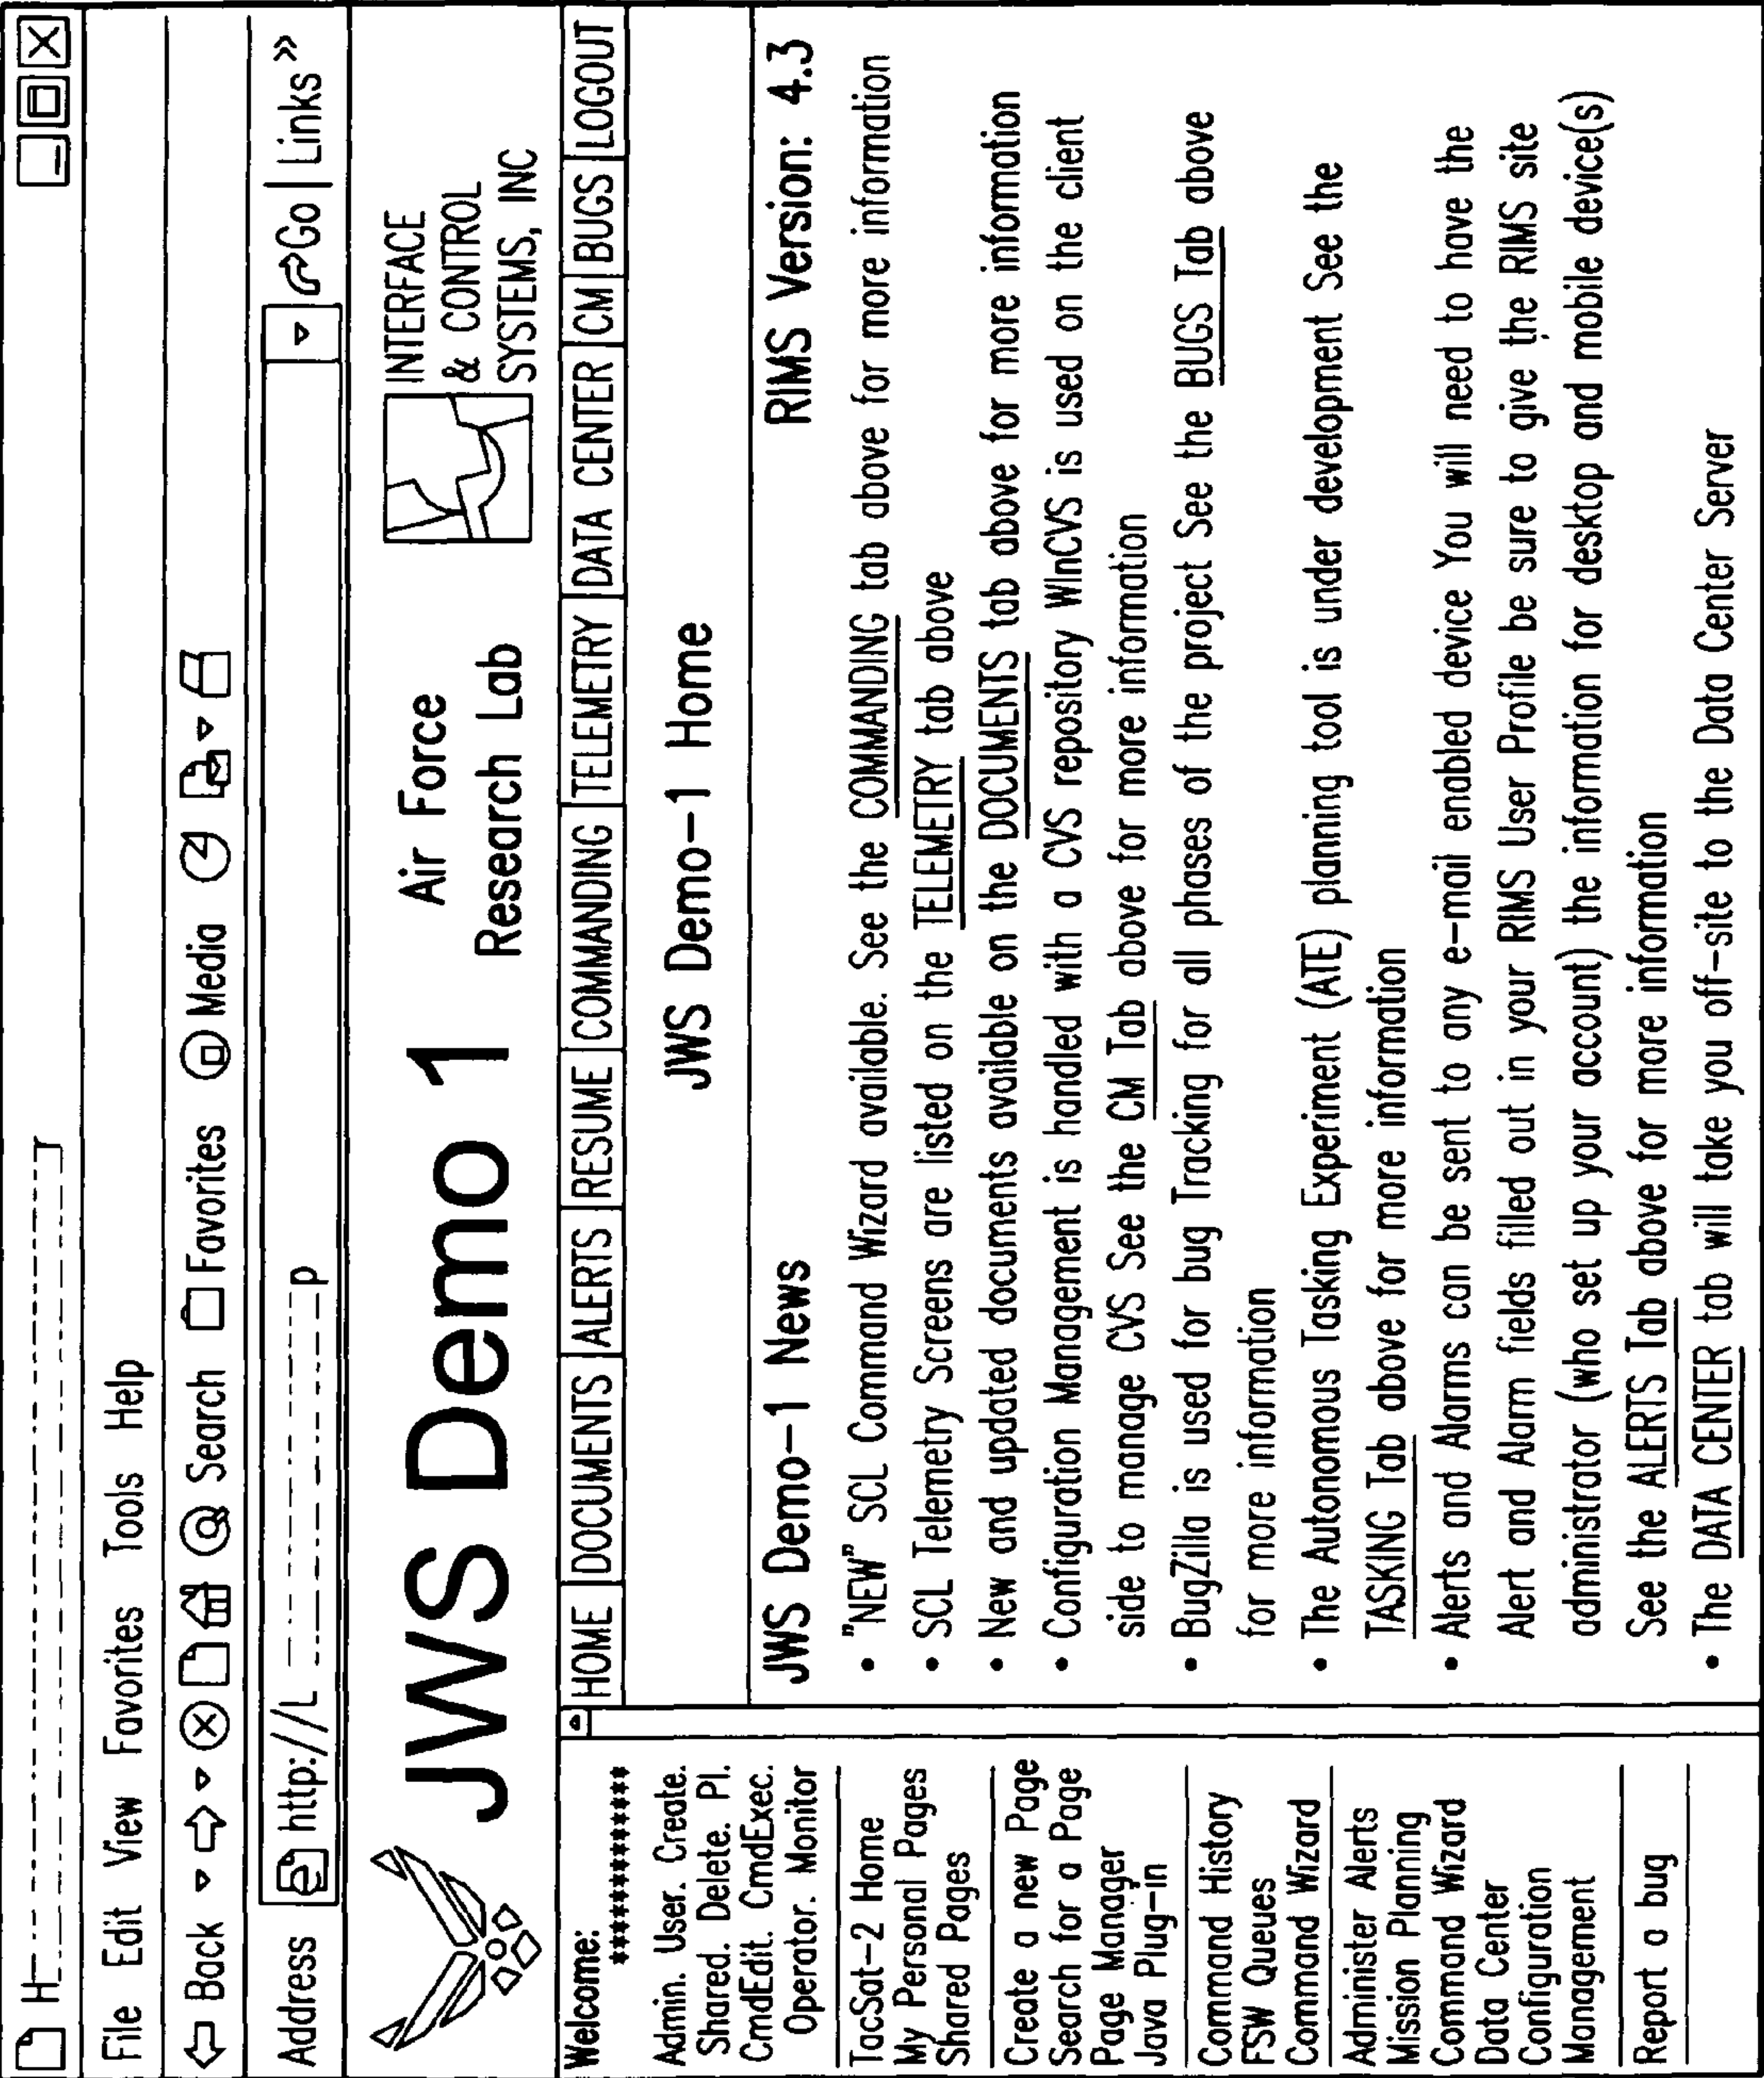 File Edit View Favorites Tools Help
Back Search Favorites Media
Address http://L p Go Links »
JWS Demo 1
Air Force
Research Lab
INTERFACE
& CONTROL
SYSTEMS, INC
HOME DOCUMENTS ALERTS RESUME COMMANDING TELEMETRY DATA CENTER CM BUGS LOGOUT
Welcome:
***********
Admin. User. Create.
Shared. Delete. Pl.
CmdEdit. CmdExec.
Operator. Monitor
TacSat-2 Home
My Personal Pages
Shared Pages
Create a new Page
Search for a Page
Page Manager
Java Plug-in
Command History
FSW Queues
Command Wizard
Administer Alerts
Mission Planning
Command Wizard
Data Center
Configuration
Management
Report a bug
JWS Demo-1 Home
JWS Demo-1 News RIMS Version: 4.3
• "NEW" SCL Command Wizard available. See the COMMANDING tab above for more information
• SCL Telemetry Screens are listed on the TELEMETRY tab above
• New and updated documents available on the DOCUMENTS tab above for more information
• Configuration Management is handled with a CVS repository WInCVS is used on the client
side to manage CVS See the CM Tab above for more information
• BugZilla is used for bug Tracking for all phases of the project See the BUGS Tab above
for more information
• The Autonomous Tasking Experiment (ATE) planning tool is under development See the
TASKING Tab above for more information
• Alerts and Alarms can be sent to any e-mail enabled device You will need to have the
Alert and Alarm fields filled out in your RIMS User Profile be sure to give the RIMS site
administrator (who set up your account) the information for desktop and mobile device(s)
See the ALERTS Tab above for more information
• The DATA CENTER tab will take you off-site to the Data Center Server